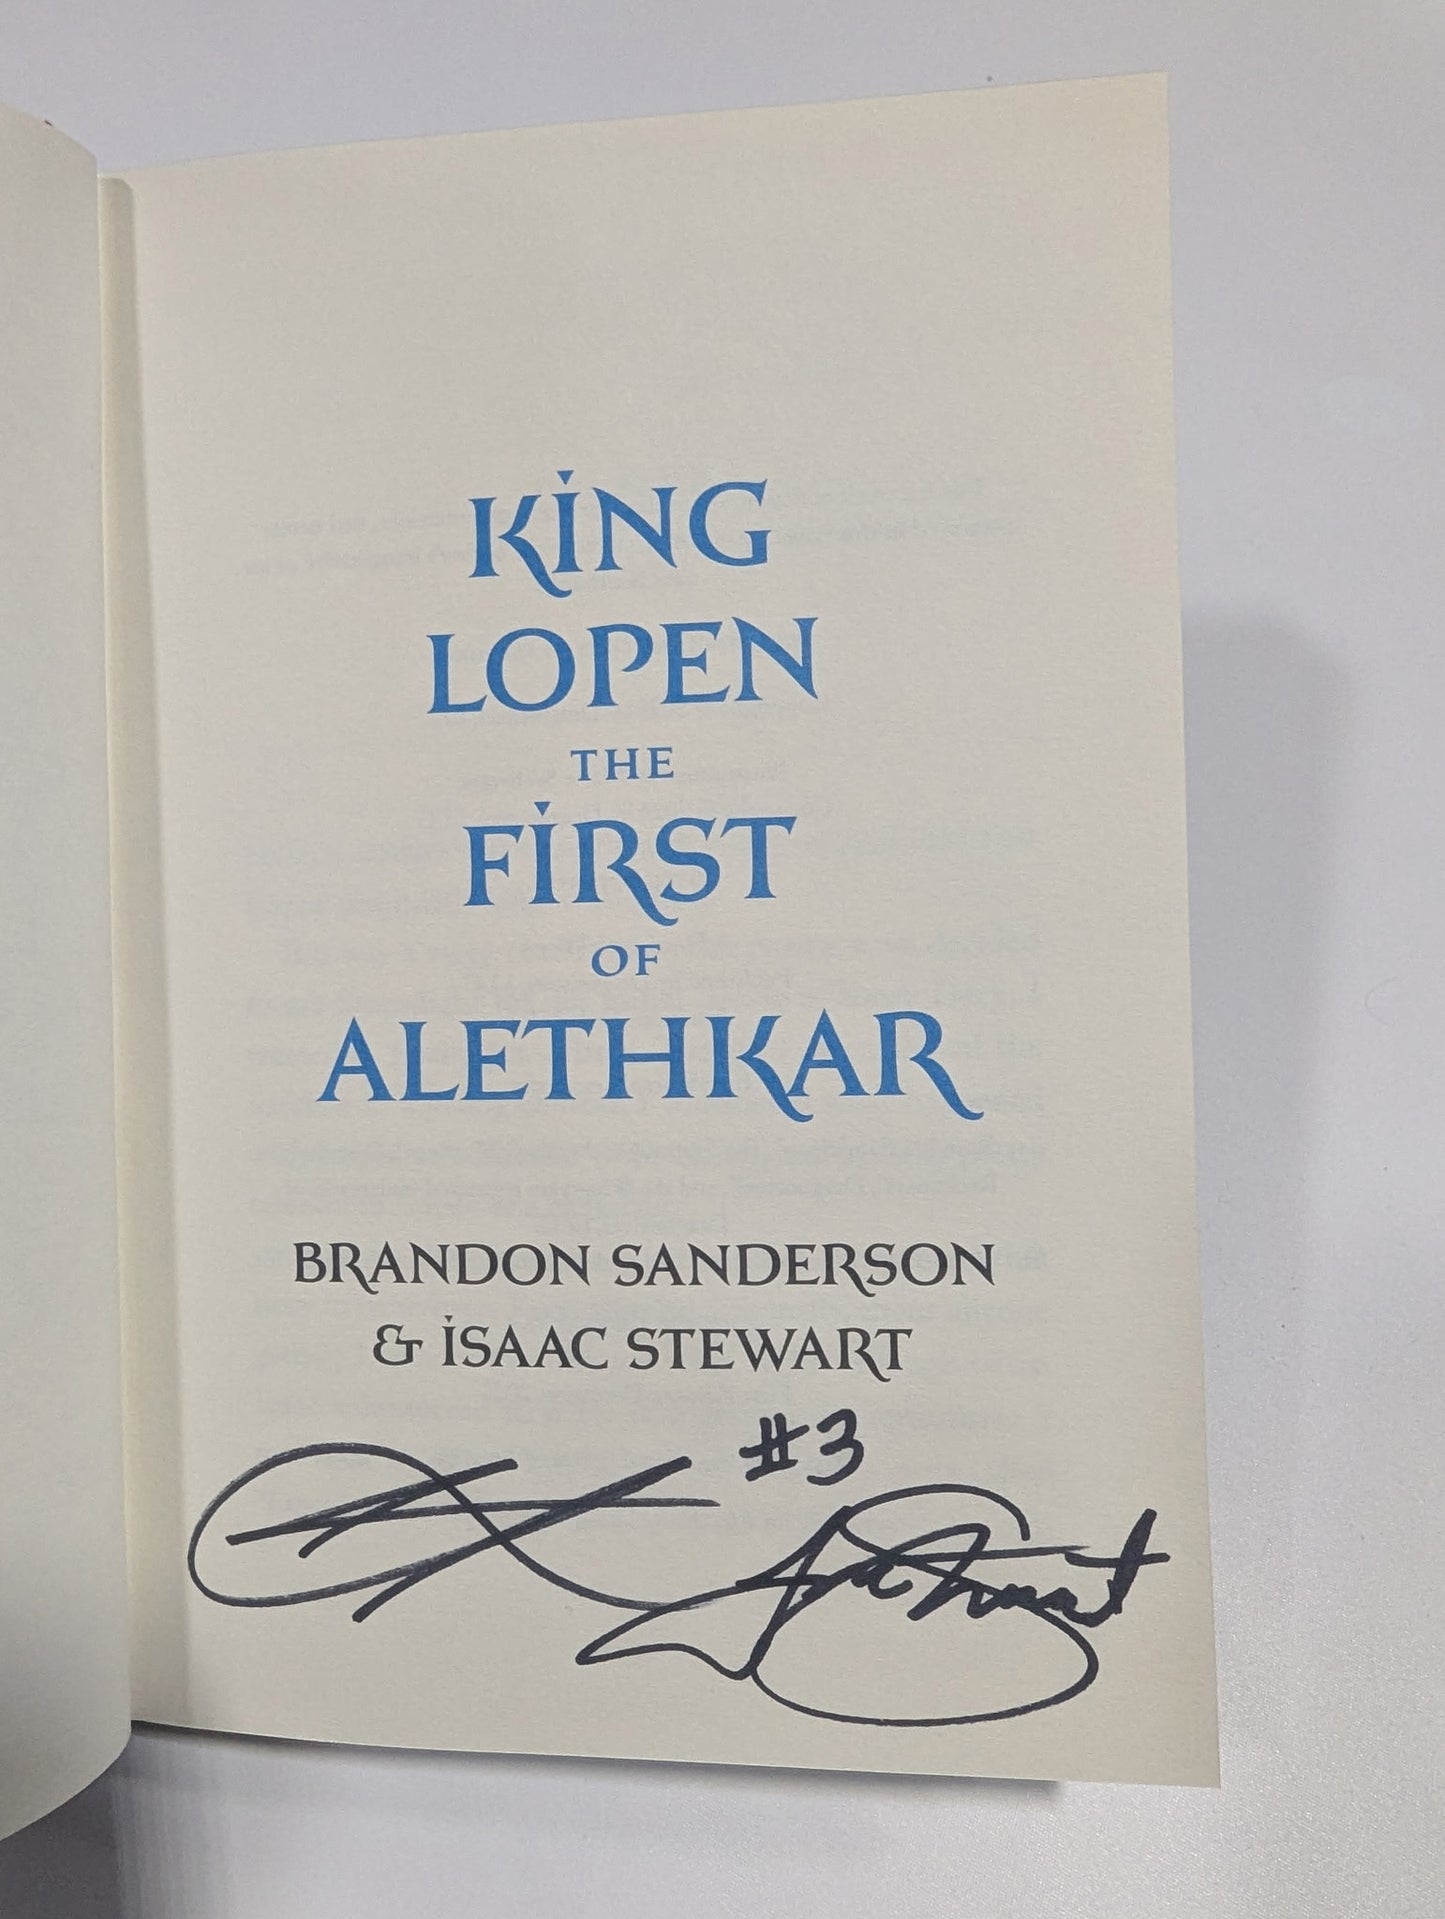 KING
LOPEN
THE
FIRST
OF
ALETHKAR
BRANDON SANDERSON
& ISAAC STEWART
#3